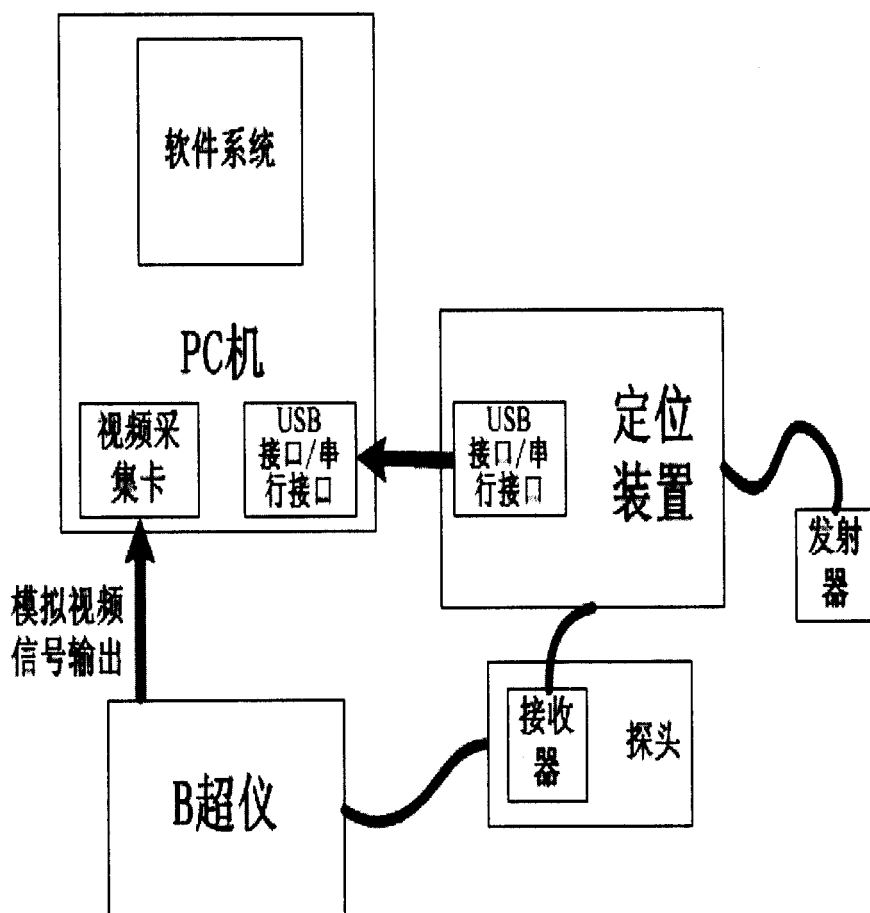 软件系统
PC机
视频采
集卡
USB
接口/串
行接口
USB
接口/串
行接口
定位
装置
发射
器
模拟视频
信号输出
接收
器
探头
B超仪